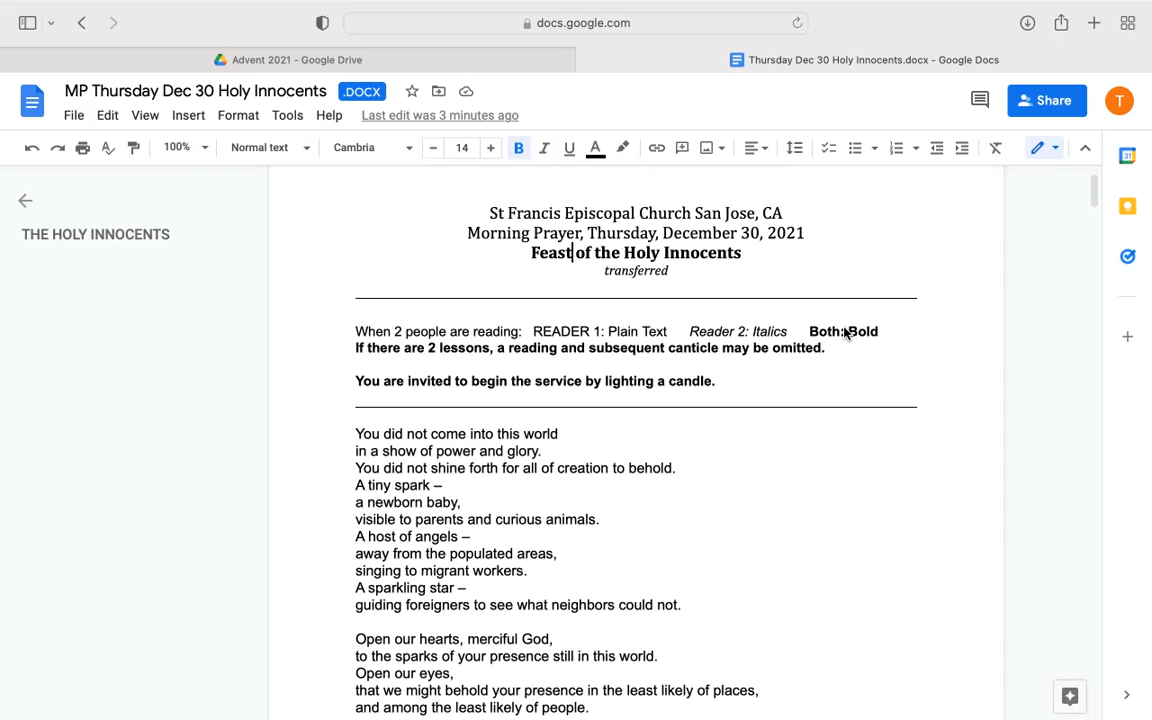 docs.google.com
Advent 2021 - Google Drive
Thursday Dec 30 Holy Innocents.docx - Google Docs
MP Thursday Dec 30 Holy Innocents .DOCX
File Edit View Insert Format Tools Help Last edit was 3 minutes ago
Share
T
100% Normal text Cambria 14 B I U A
31
THE HOLY INNOCENTS
St Francis Episcopal Church San Jose, CA
Morning Prayer, Thursday, December 30, 2021
Feast of the Holy Innocents
transferred
When 2 people are reading: READER 1: Plain Text Reader 2: Italics Both: Bold
If there are 2 lessons, a reading and subsequent canticle may be omitted.
You are invited to begin the service by lighting a candle.
You did not come into this world
in a show of power and glory.
You did not shine forth for all of creation to behold.
A tiny spark –
a newborn baby,
visible to parents and curious animals.
A host of angels –
away from the populated areas,
singing to migrant workers.
A sparkling star –
guiding foreigners to see what neighbors could not.
Open our hearts, merciful God,
to the sparks of your presence still in this world.
Open our eyes,
that we might behold your presence in the least likely of places,
and among the least likely of people.